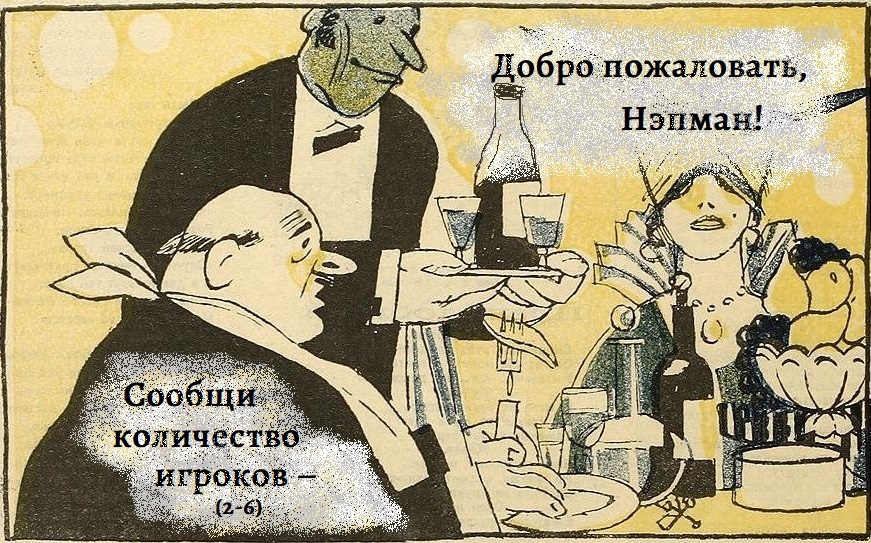 Добро пожаловать,
Нэпман!
Сообщи
количество
игроков –
(2-6)